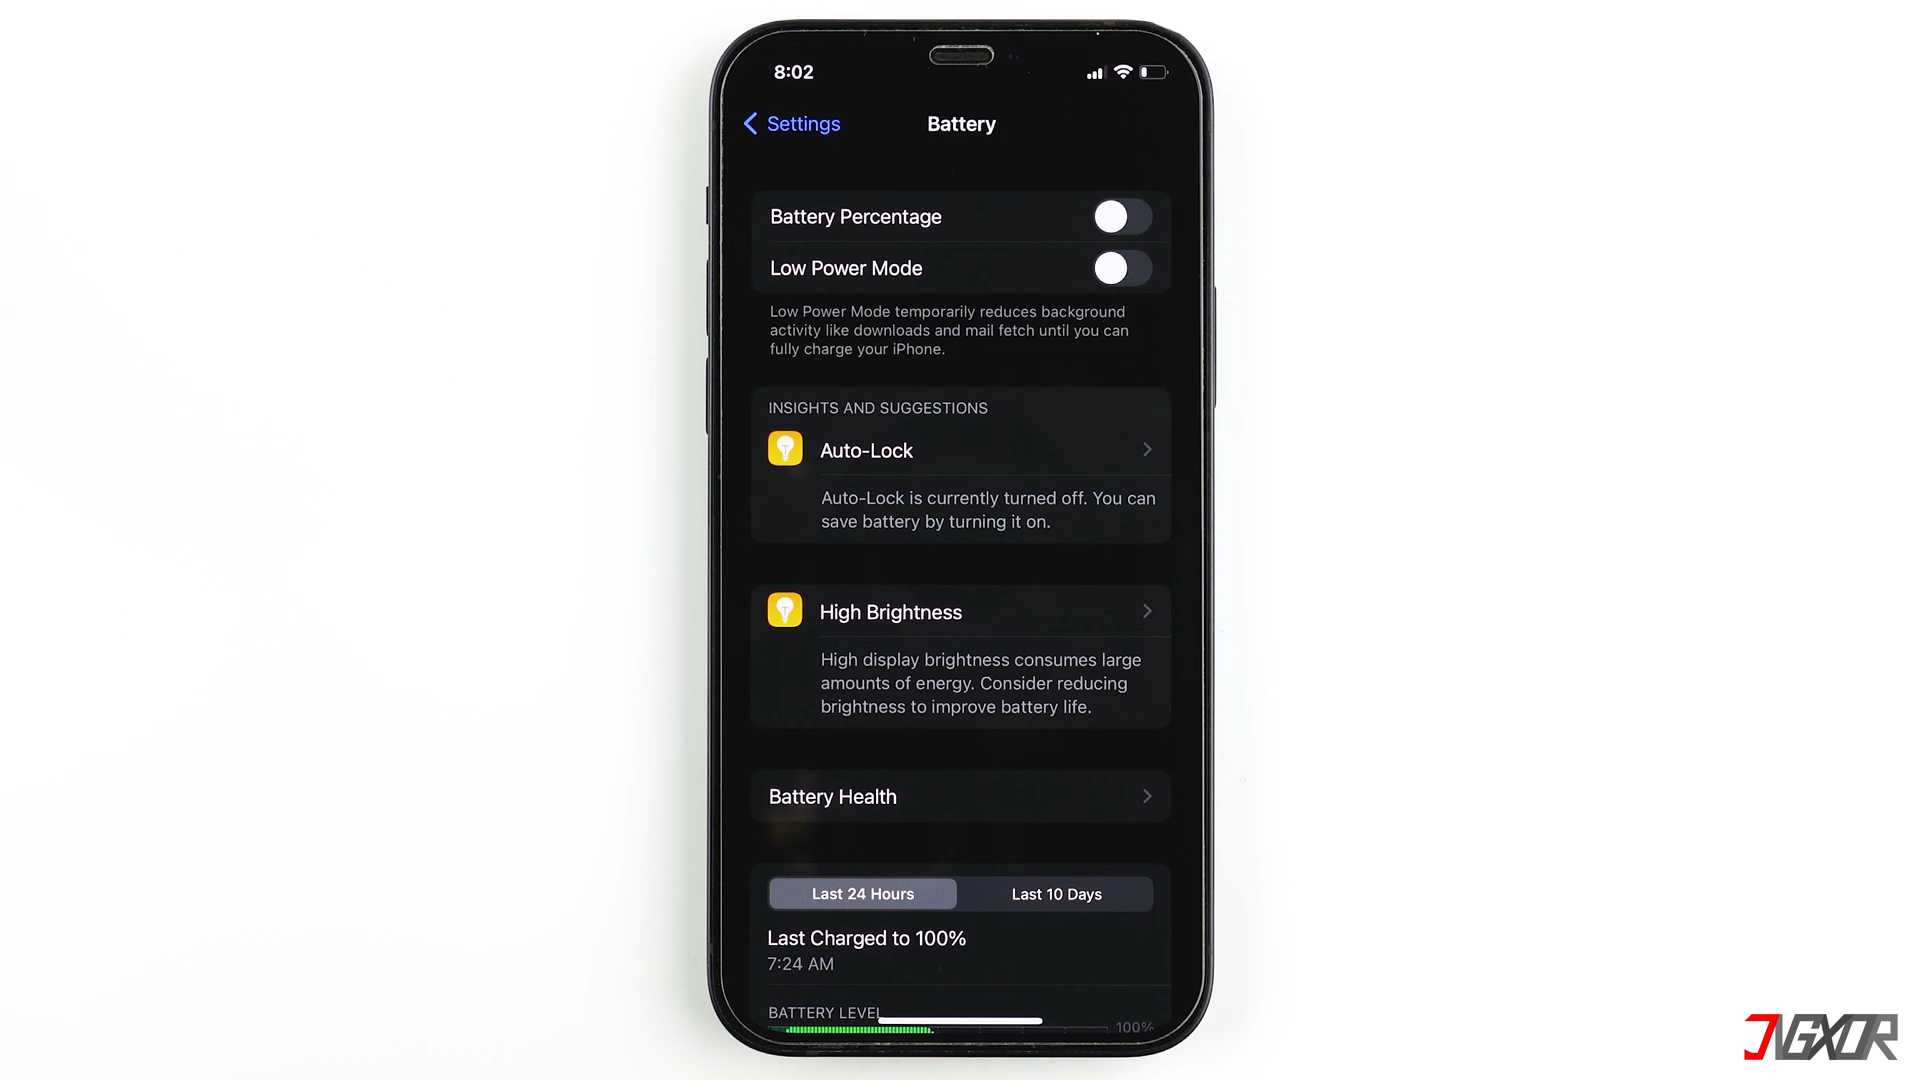 8:02
Settings
Battery
Battery Percentage
Low Power Mode
Low Power Mode temporarily reduces background
activity like downloads and mail fetch until you can
fully charge your iPhone.
INSIGHTS AND SUGGESTIONS
Auto-Lock
Auto-Lock is currently turned off. You can
save battery by turning it on.
High Brightness
High display brightness consumes large
amounts of energy. Consider reducing
brightness to improve battery life.
Battery Health
Last 24 Hours
Last 10 Days
Last Charged to 100%
7:24 AM
BATTERY LEVEL
100%
JVGXOR